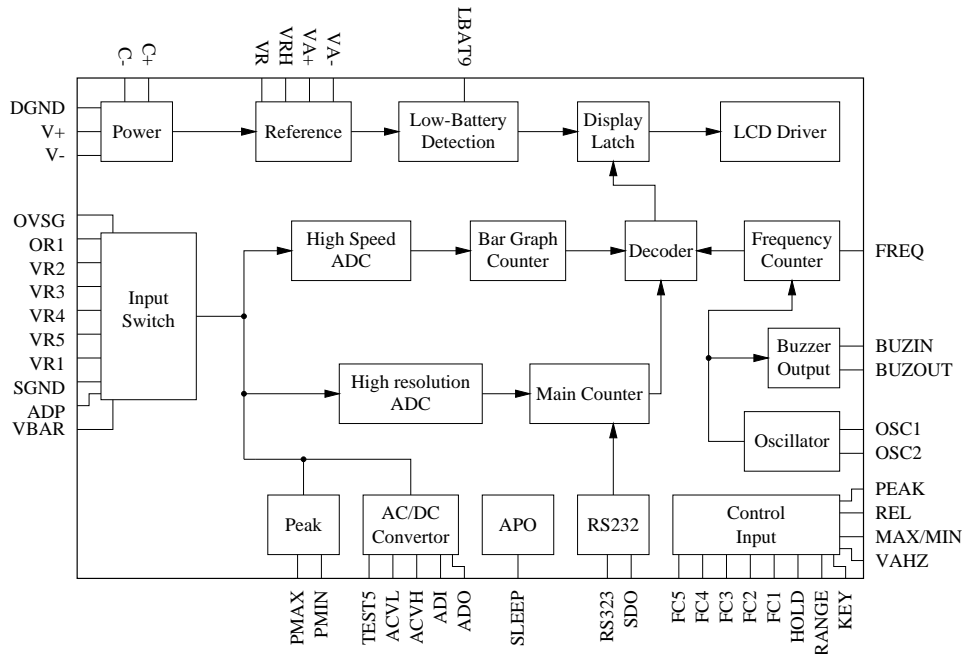 C-
C+
VR
VRH
VA+
VA-
LBAT9
DGND
V+
V-
Power
Reference
Low-Battery
Detection
Display
Latch
LCD Driver
OVSG
OR1
VR2
VR3
VR4
VR5
VR1
SGND
ADP
VBAR
Input
Switch
High Speed
ADC
Bar Graph
Counter
Decoder
Frequency
Counter
FREQ
Buzzer
Output
BUZIN
BUZOUT
High resolution
ADC
Main Counter
Oscillator
OSC1
OSC2
Peak
AC/DC
Convertor
APO
RS232
Control
Input
PEAK
REL
MAX/MIN
VAHZ
PMAX
PMIN
TEST5
ACVL
ACVH
ADI
ADO
SLEEP
RS323
SDO
FC5
FC4
FC3
FC2
FC1
HOLD
RANGE
KEY